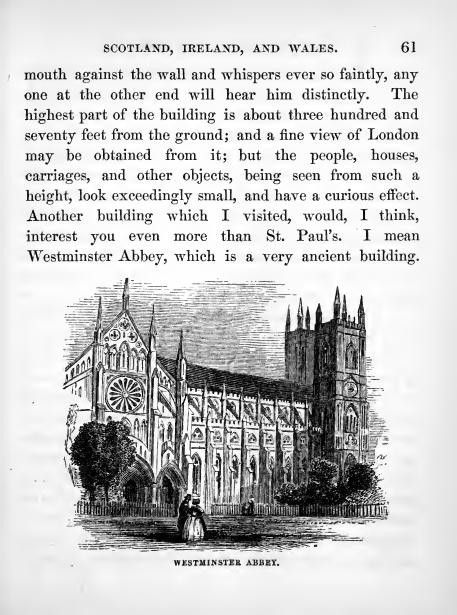 SCOTLAND, IRELAND, AND WALES. 61
mouth against the wall and whispers ever so faintly, any
one at the other end will hear him distinctly. The
highest part of the building is about three hundred and
seventy feet from the ground; and a fine view of London
may be obtained from it; but the people, houses,
carriages, and other objects, being seen from such a
height, look exceedingly small, and have a curious effect.
Another building which I visited, would, I think,
interest you even more than St. Paul's. I mean
Westminster Abbey, which is a very ancient building.
WESTMINSTER ABBEY.